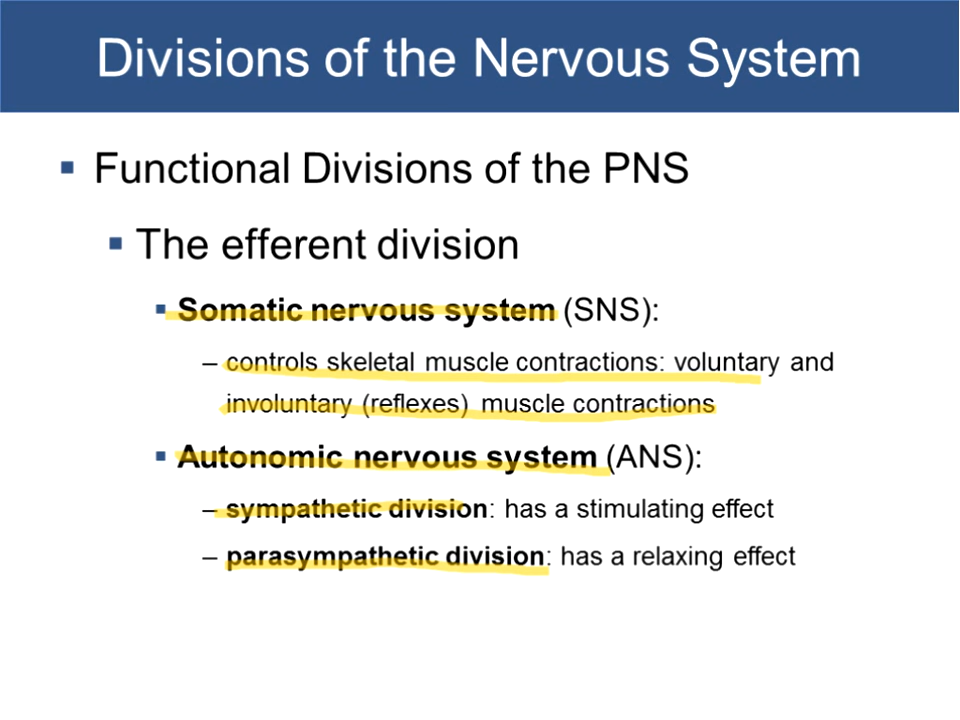 Divisions of the Nervous System
▪ Functional Divisions of the PNS
▪ The efferent division
▪ Somatic nervous system (SNS):
– controls skeletal muscle contractions: voluntary and
involuntary (reflexes) muscle contractions
▪ Autonomic nervous system (ANS):
– sympathetic division: has a stimulating effect
– parasympathetic division: has a relaxing effect